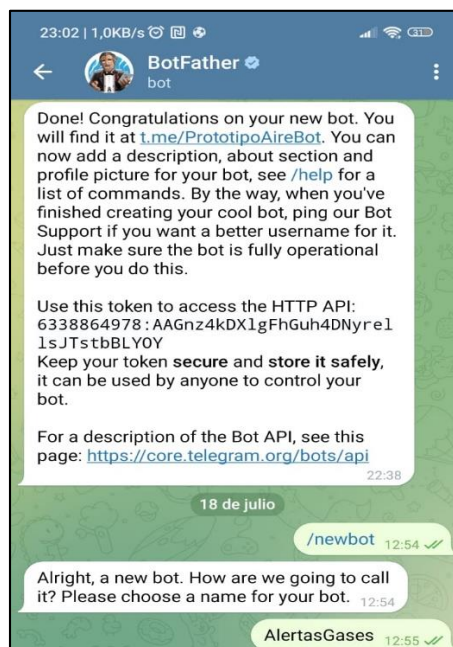 23:02 | 1,0KB/s
31
BotFather
bot
Done! Congratulations on your new bot. You
will find it at t.me/PrototipoAireBot. You can
now add a description, about section and
profile picture for your bot, see /help for a
list of commands. By the way, when you've
finished creating your cool bot, ping our Bot
Support if you want a better username for it.
Just make sure the bot is fully operational
before you do this.
Use this token to access the HTTP API:
6338864978:AAGnz4kDXlgFhGuh4DNyrel
lsJTstbBLYOY
Keep your token secure and store it safely,
it can be used by anyone to control your
bot.
For a description of the Bot API, see this
page: https://core.telegram.org/bots/api
22:38
18 de julio
/newbot 12:54
Alright, a new bot. How are we going to call
it? Please choose a name for your bot. 12:54
AlertasGases 12:55